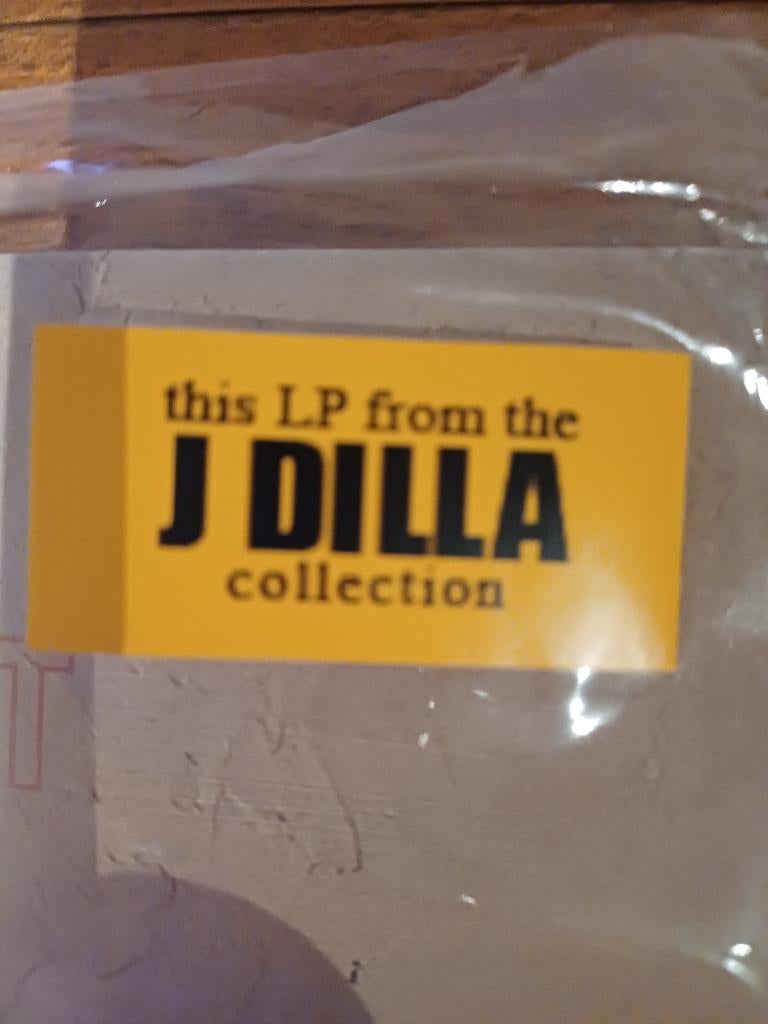 this LP from the
J DILLA
collection
T